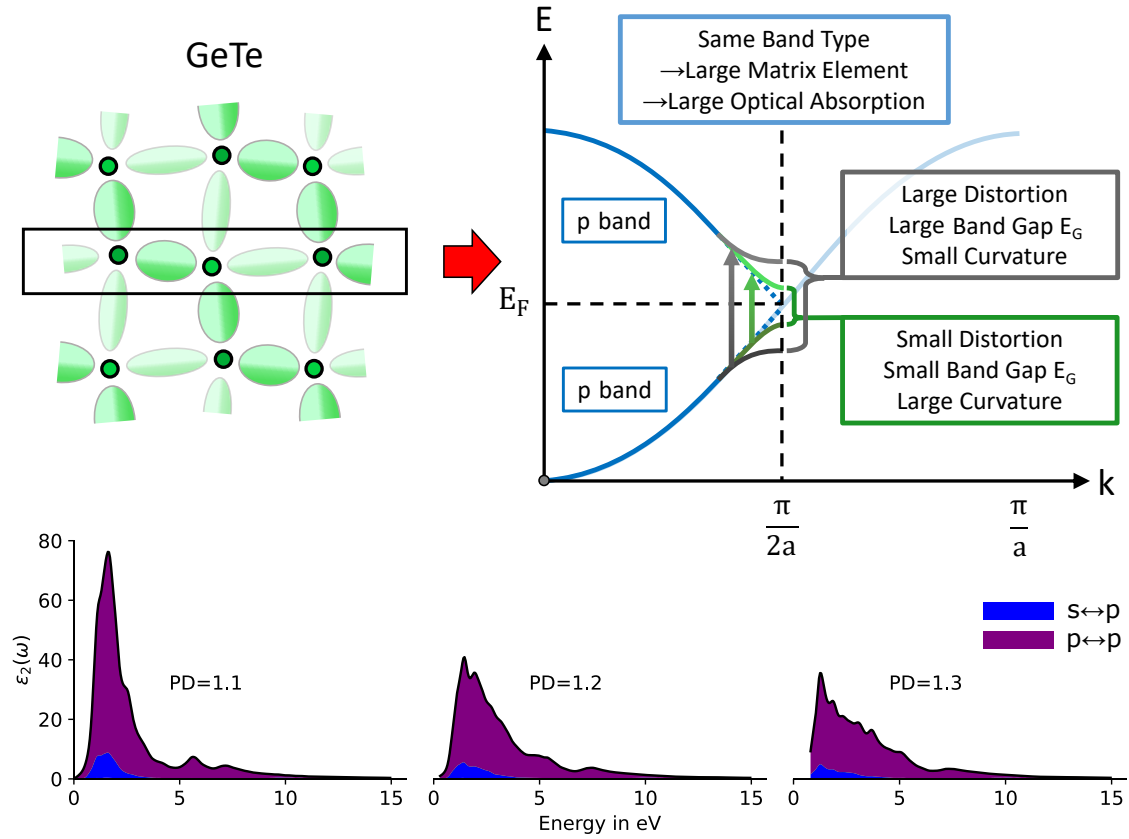 GeTe
E
Same Band Type
→Large Matrix Element
→Large Optical Absorption
p band
Large Distortion
Large Band Gap E_G
Small Curvature
E_F
p band
Small Distortion
Small Band Gap E_G
Large Curvature
k
π/2a
π/a
80
60
40
20
0
ε₂(ω)
PD=1.1
PD=1.2
PD=1.3
s↔p
p↔p
0 5 10 15
0 5 10 15
0 5 10 15
Energy in eV